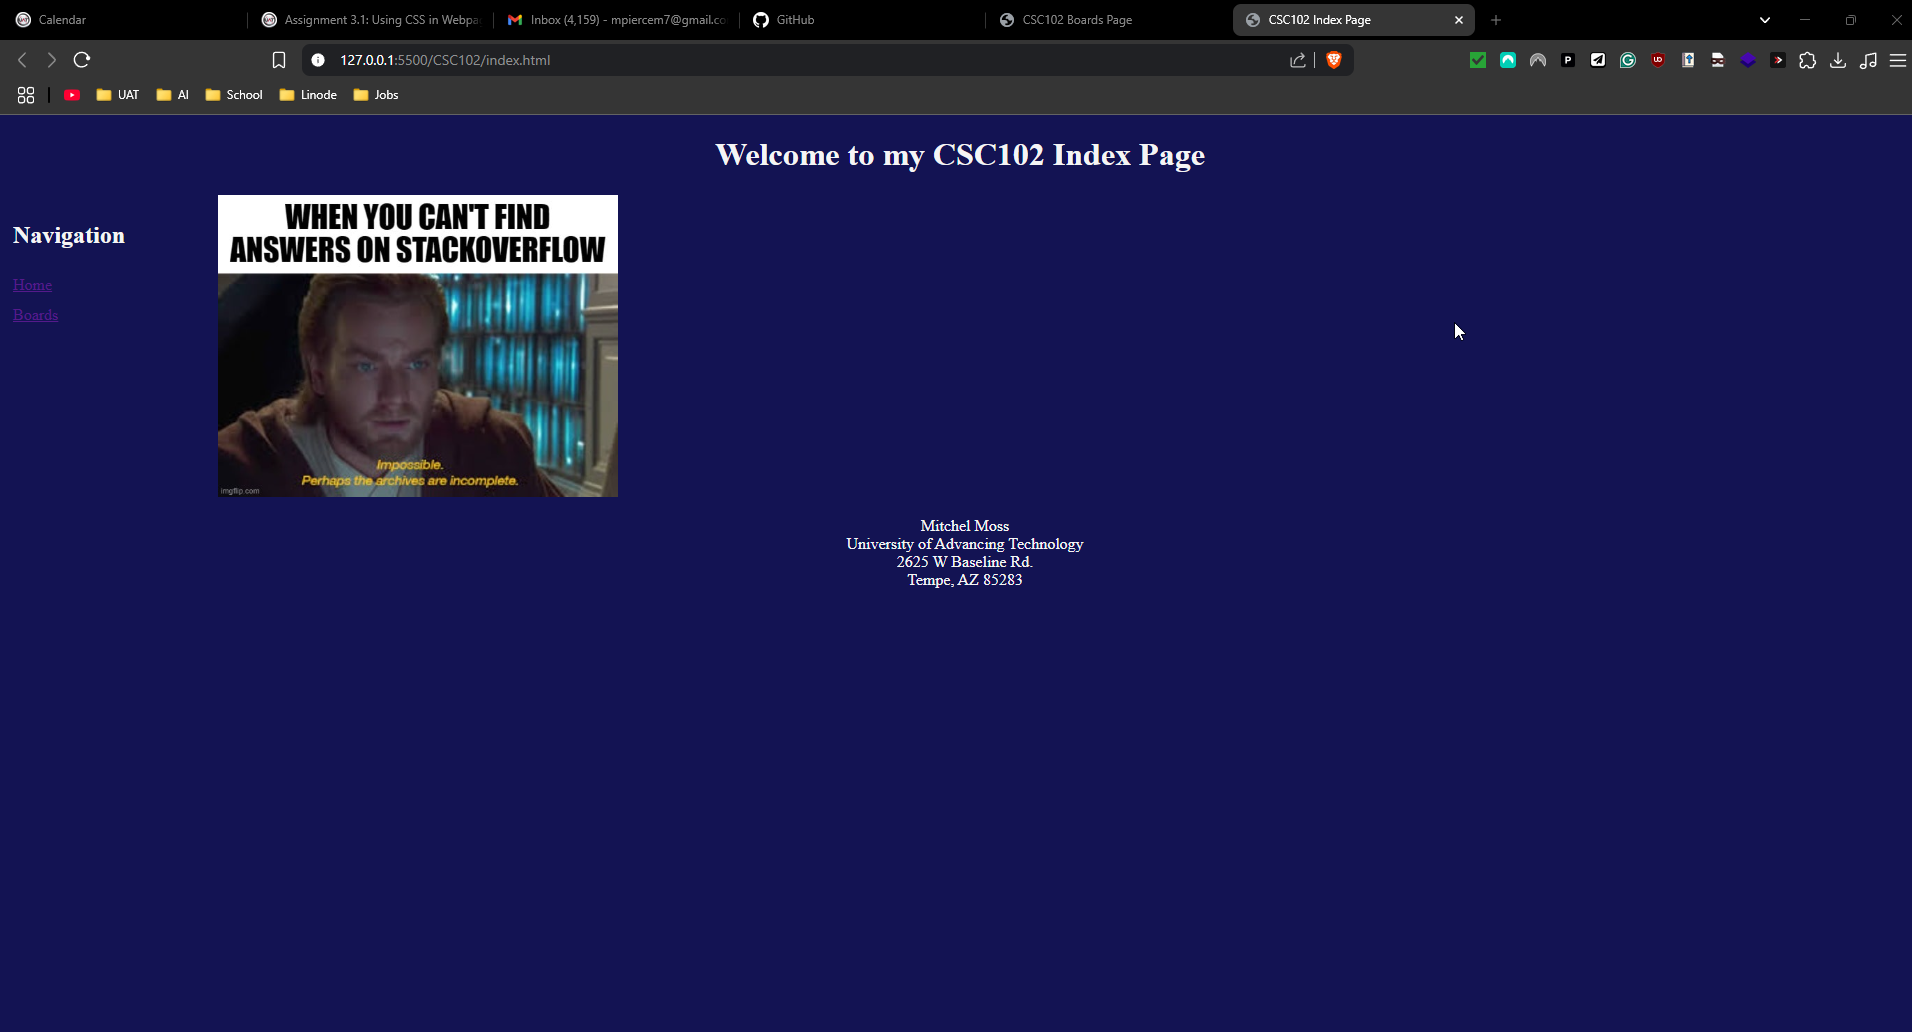 Calendar
Assignment 3.1: Using CSS in Webpa
Inbox (4,159) - mpiercem7@gmail.co
GitHub
CSC102 Boards Page
CSC102 Index Page
127.0.0.1:5500/CSC102/index.html
UAT
AI
School
Linode
Jobs
Welcome to my CSC102 Index Page
Navigation
Home
Boards
WHEN YOU CAN'T FIND
ANSWERS ON STACKOVERFLOW
Impossible.
Perhaps the archives are incomplete.
imgflip.com
Mitchel Moss
University of Advancing Technology
2625 W Baseline Rd.
Tempe, AZ 85283